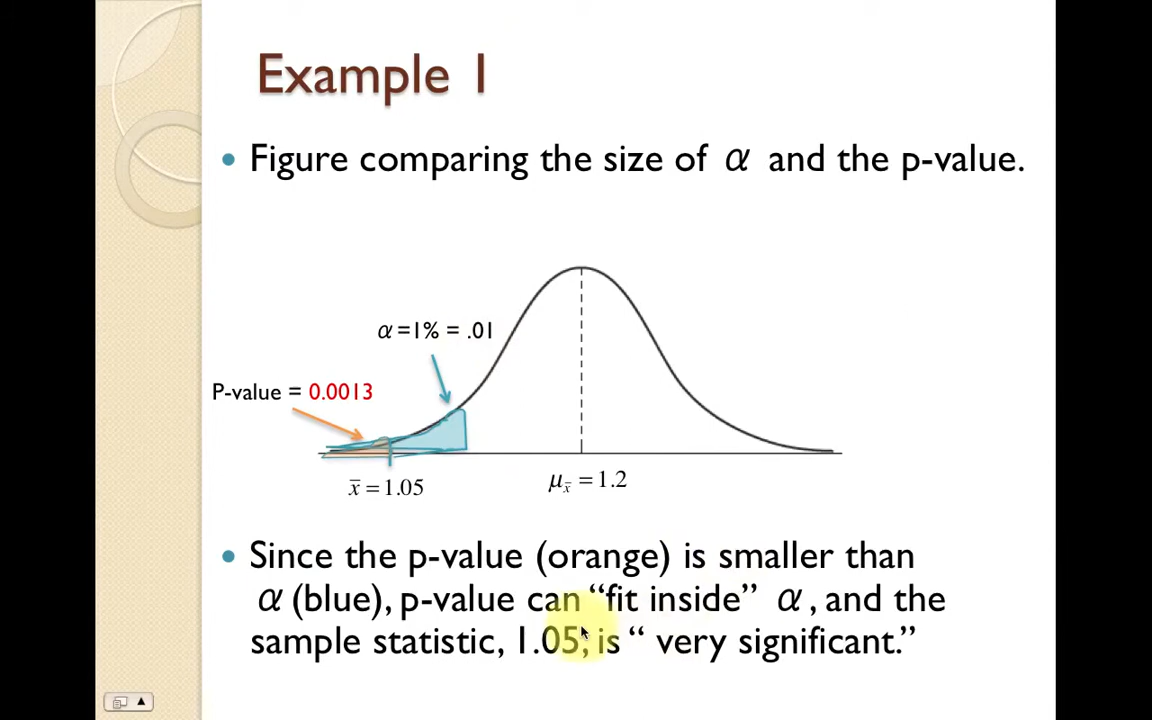 Example 1
• Figure comparing the size of α and the p-value.
α =1% = .01
P-value = 0.0013
x̄ = 1.05
μx̄ = 1.2
• Since the p-value (orange) is smaller than
α (blue), p-value can “fit inside” α , and the
sample statistic, 1.05, is “ very significant.”